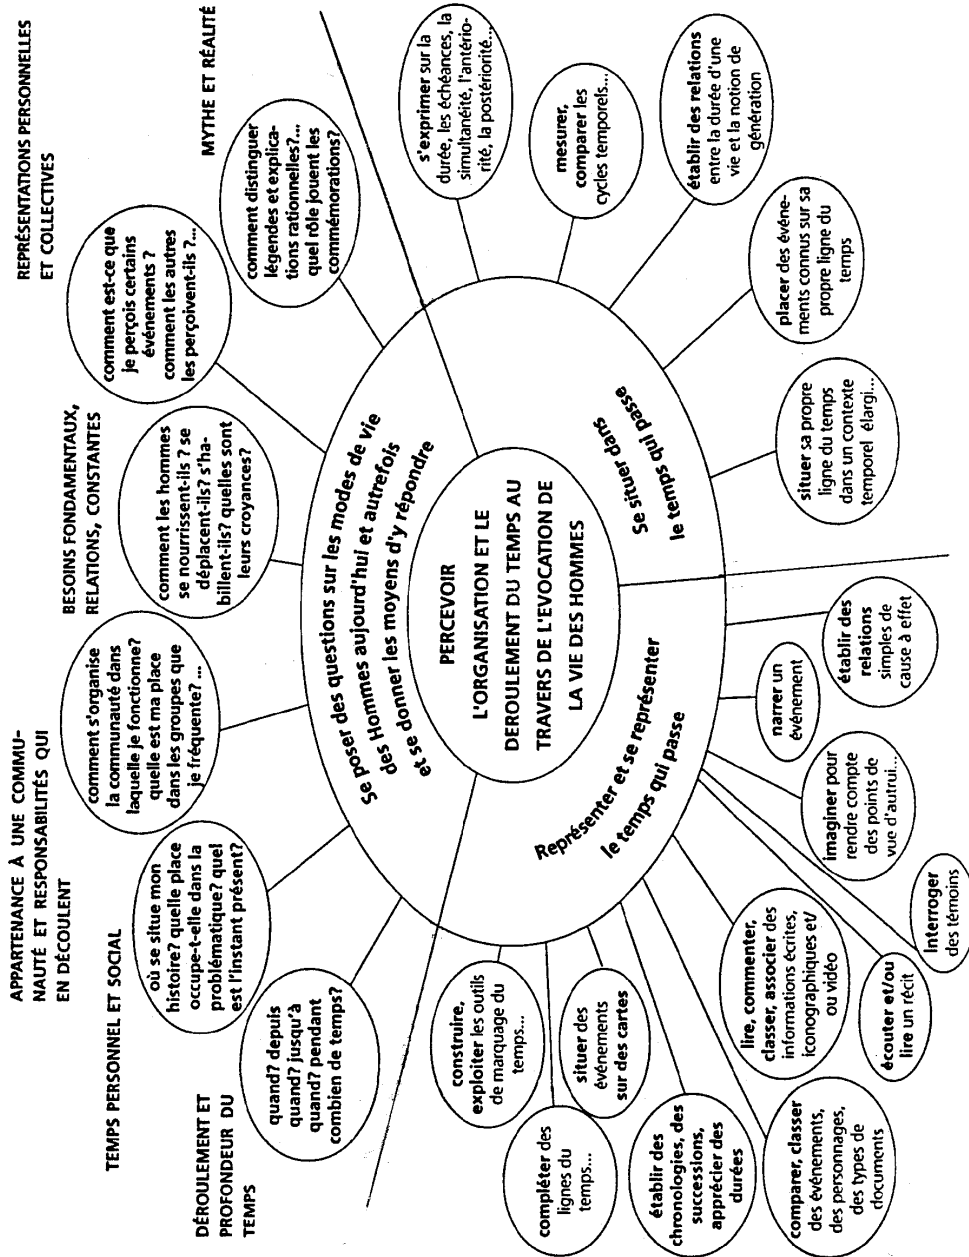 APPARTENANCE À UNE COMMU-
NAUTÉ ET RESPONSABILITÉS QUI
EN DÉCOULENT
TEMPS PERSONNEL ET SOCIAL
DÉROULEMENT ET
PROFONDEUR DU
TEMPS
BESOINS FONDAMENTAUX,
RELATIONS, CONSTANTES
REPRÉSENTATIONS PERSONNELLES
ET COLLECTIVES
MYTHE ET RÉALITÉ
quand? depuis
quand? jusqu'à
quand? pendant
combien de temps?
où se situe mon
histoire? quelle place
occupe-t-elle dans la
problématique? quel
est l'instant présent?
comment s'organise
la communauté dans
laquelle je fonctionne?
quelle est ma place
dans les groupes que
je fréquente? ...
comment les hommes
se nourrissent-ils ? se
déplacent-ils? s'ha-
billent-ils? quelles sont
leurs croyances?
comment est-ce que
je perçois certains
événements ?
comment les autres
les perçoivent-ils ?...
comment distinguer
légendes et explica-
tions rationnelles?...
quel rôle jouent les
commémorations?
Se poser des questions sur les modes de vie
des Hommes aujourd'hui et autrefois
et se donner les moyens d'y répondre
PERCEVOIR
L'ORGANISATION ET LE
DEROULEMENT DU TEMPS AU
TRAVERS DE L'EVOCATION DE
LA VIE DES HOMMES
Représenter et se représenter
le temps qui passe
Se situer dans
le temps qui passe
s'exprimer sur la
durée, les échéances, la
simultanéité, l'antério-
rité, la postériorité...
mesurer,
comparer les
cycles temporels...
établir des relations
entre la durée d'une
vie et la notion de
génération
placer des événe-
ments connus sur sa
propre ligne du
temps
situer sa propre
ligne du temps
dans un contexte
temporel élargi...
construire,
exploiter les outils
de marquage du
temps...
compléter des
lignes du
temps...
situer des
événements
sur des cartes
établir des
chronologies, des
successions,
apprécier des
durées
comparer, classer
des événements,
des personnages,
des types de
documents
lire, commenter,
classer, associer des
informations écrites,
iconographiques et/
ou vidéo
écouter et/ou
lire un récit
Interroger
des témoins
imaginer pour
rendre compte
des points de
vue d'autrui...
narrer un
événement
établir des
relations
simples de
cause à effet